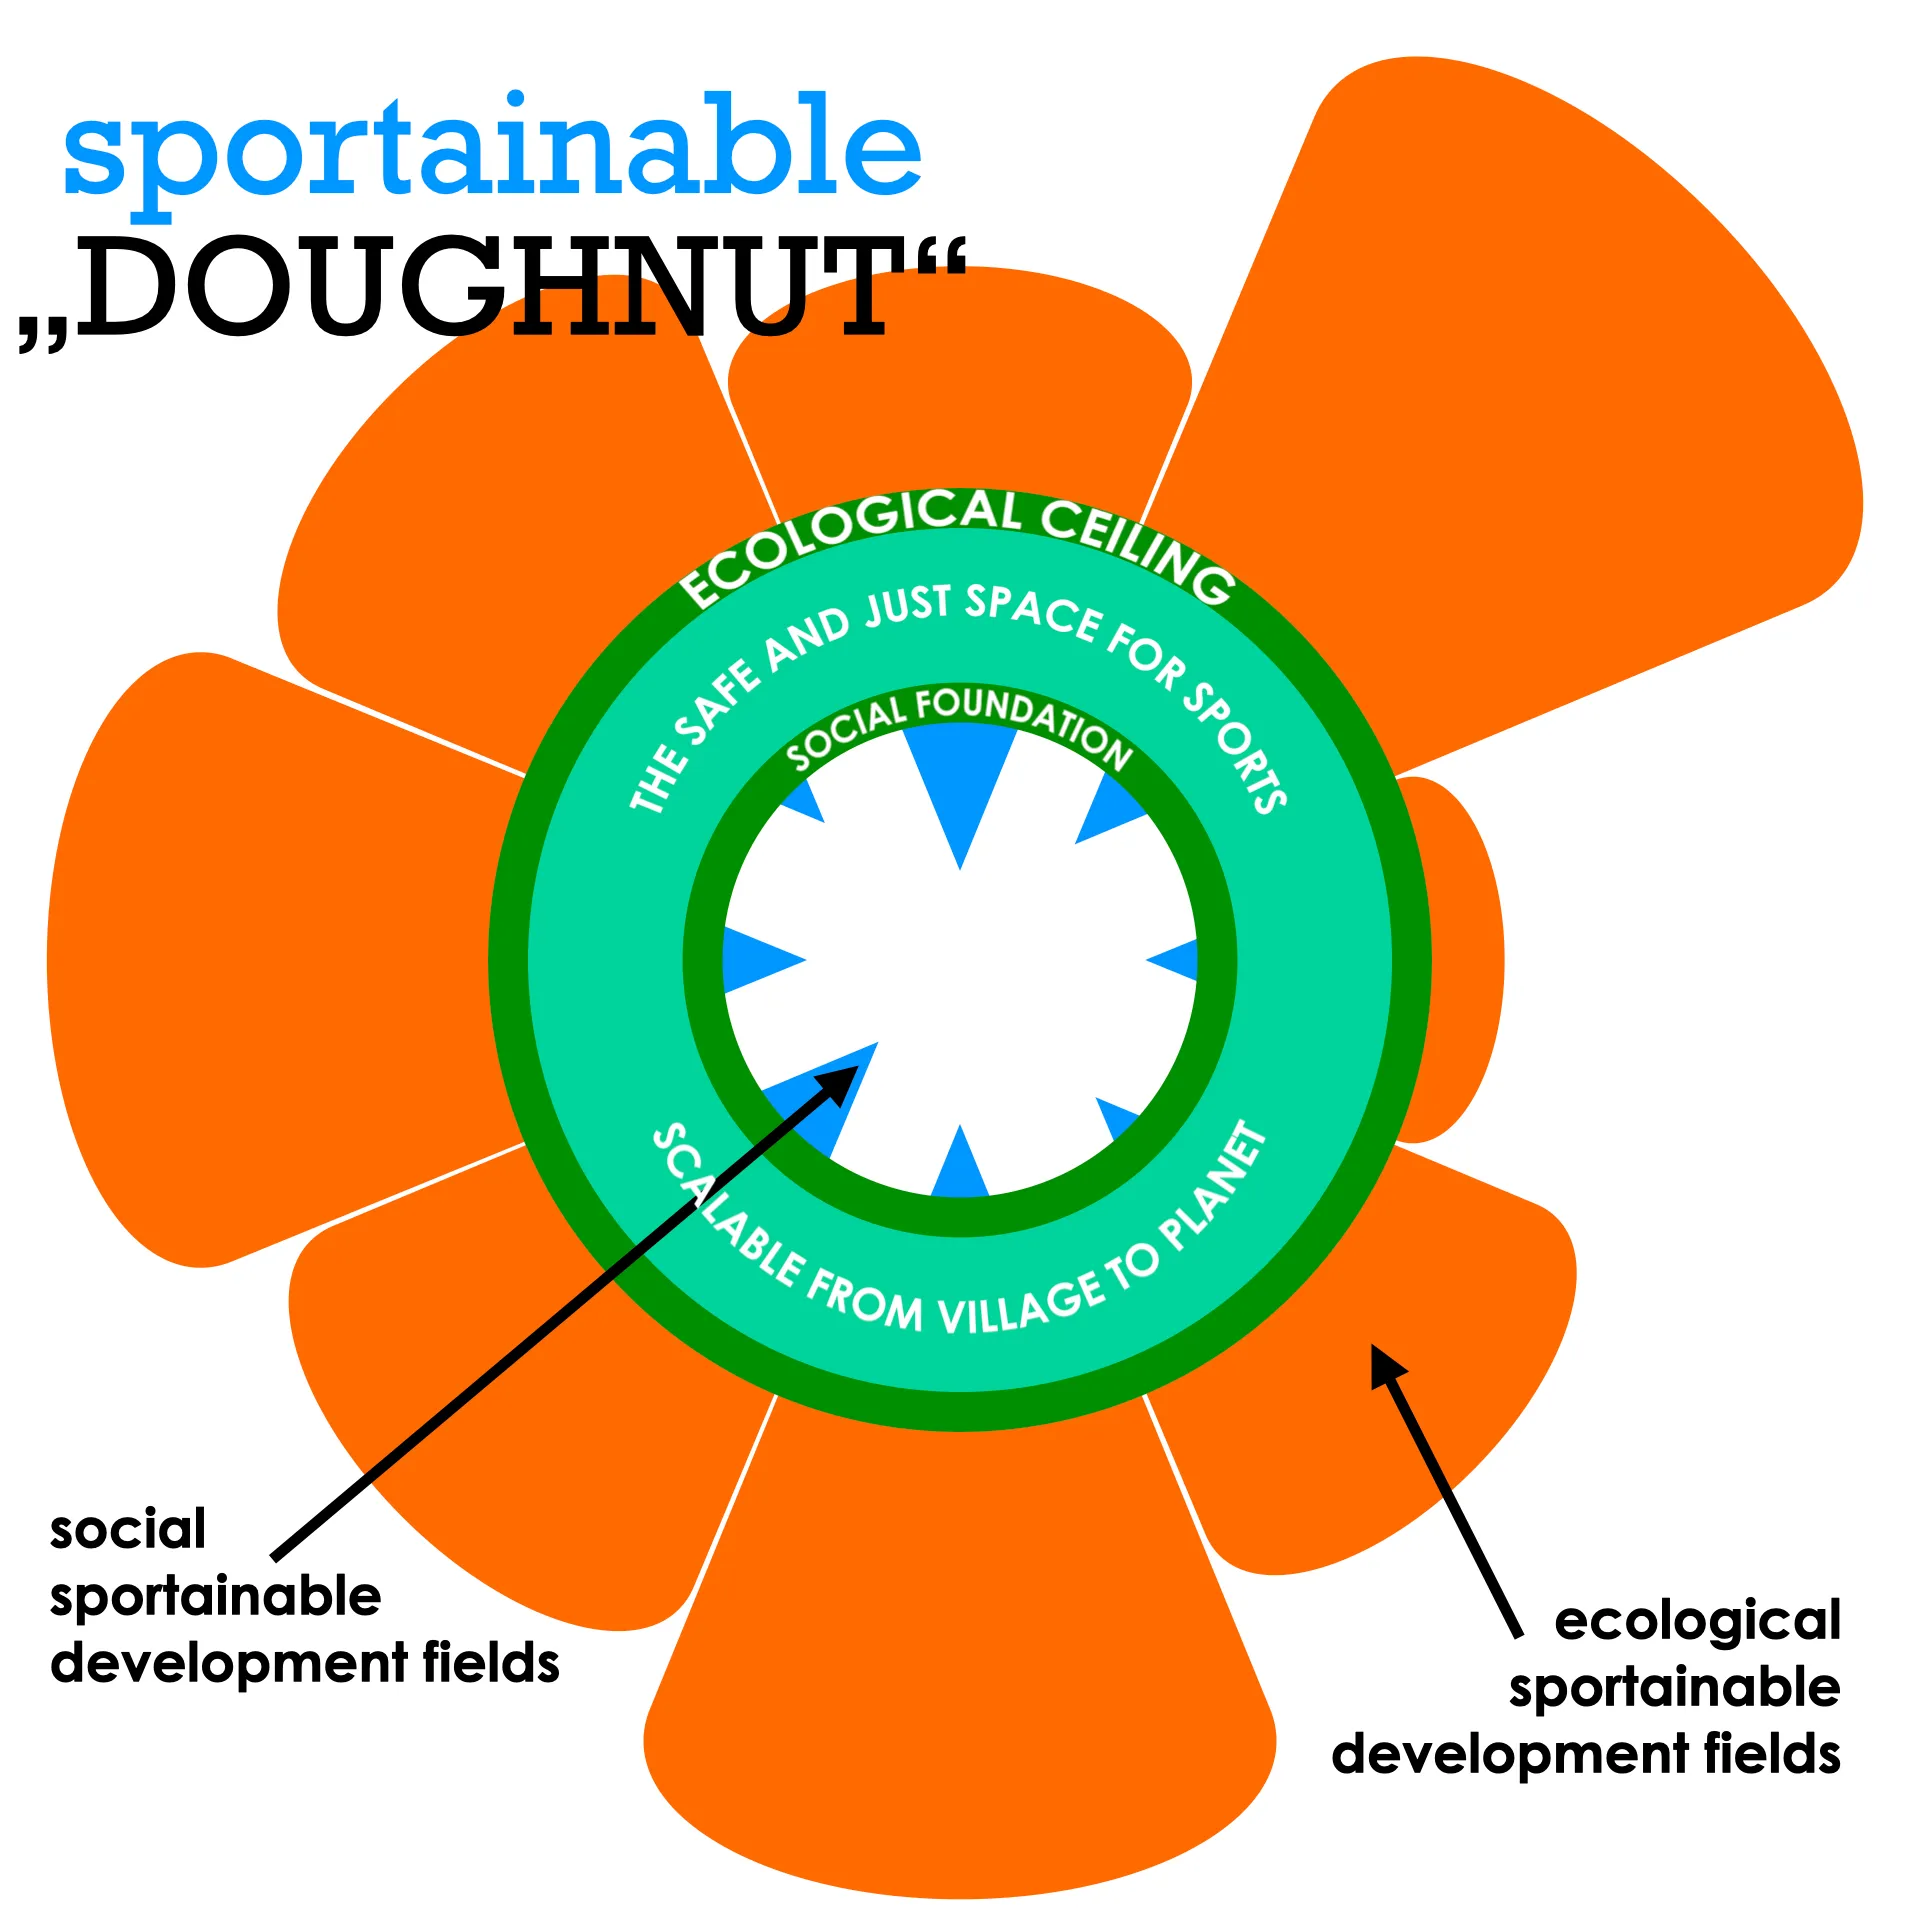 sportainable
„DOUGHNUT“
ECOLOGICAL CEILING
THE SAFE AND JUST SPACE FOR SPORTS
SOCIAL FOUNDATION
SCALABLE FROM VILLAGE TO PLANET
social
sportainable
development fields
ecological
sportainable
development fields